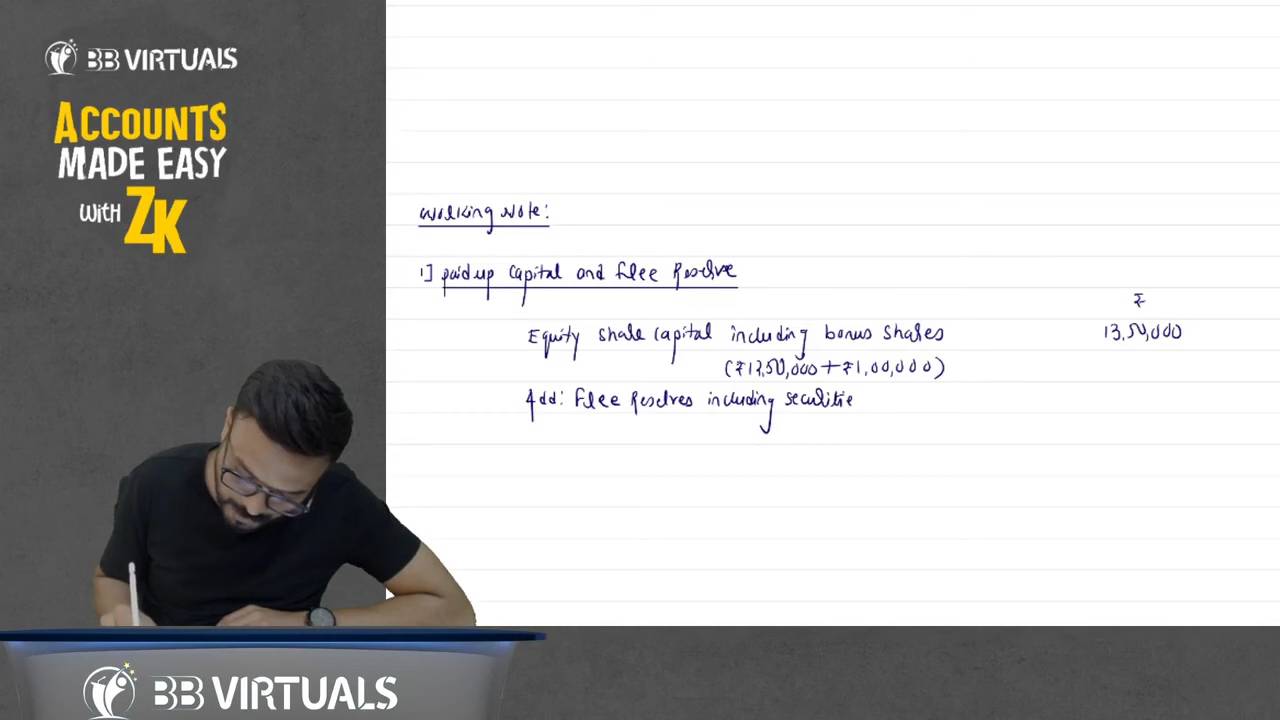 BB VIRTUALS
ACCOUNTS
MADE EASY
WITH ZK
Working Note:
1] paid up Capital and Free Reserve
₹
Equity Share Capital including bonus Shares
13,50,000
(₹12,50,000 + ₹1,00,000)
Add: Free Reserves including securitie
BB VIRTUALS